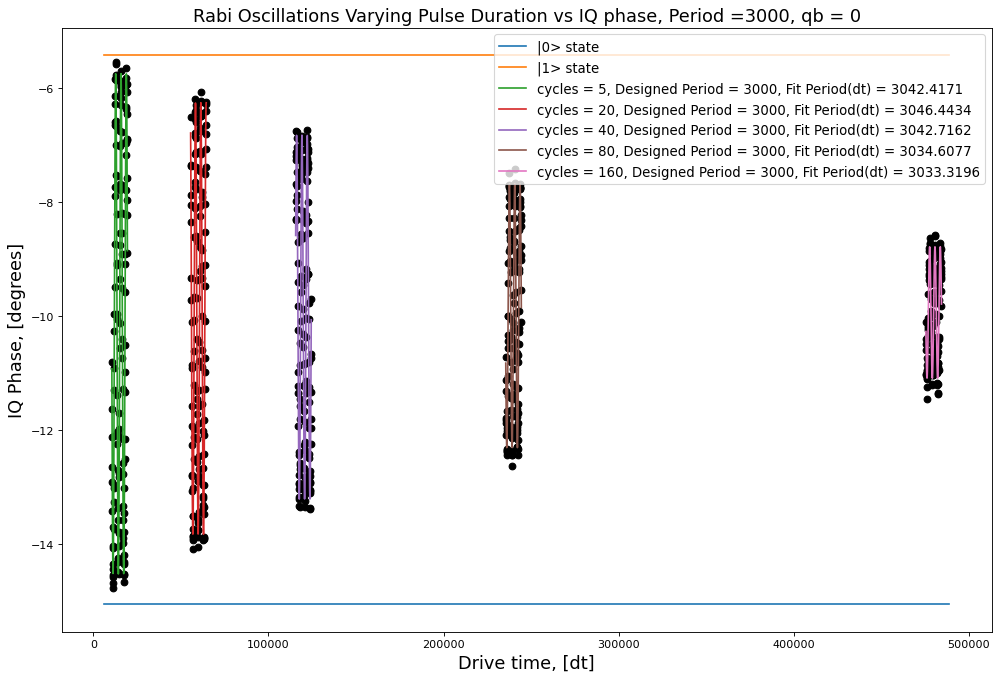 Rabi Oscillations Varying Pulse Duration vs IQ phase, Period =3000, qb = 0
|0> state
|1> state
cycles = 5, Designed Period = 3000, Fit Period(dt) = 3042.4171
cycles = 20, Designed Period = 3000, Fit Period(dt) = 3046.4434
cycles = 40, Designed Period = 3000, Fit Period(dt) = 3042.7162
cycles = 80, Designed Period = 3000, Fit Period(dt) = 3034.6077
cycles = 160, Designed Period = 3000, Fit Period(dt) = 3033.3196
IQ Phase, [degrees]
−6
−8
−10
−12
−14
0
100000
200000
300000
400000
500000
Drive time, [dt]